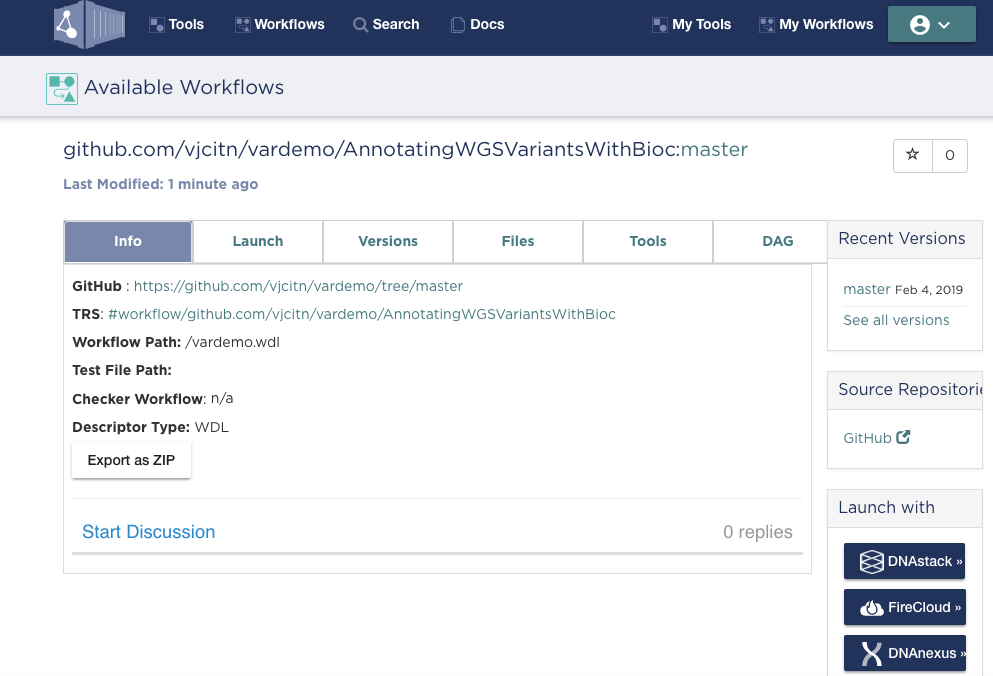 Tools Workflows Search Docs My Tools My Workflows
Available Workflows
github.com/vjcitn/vardemo/AnnotatingWGSVariantsWithBioc:master
0
Last Modified: 1 minute ago
Info Launch Versions Files Tools DAG
GitHub : https://github.com/vjcitn/vardemo/tree/master
TRS: #workflow/github.com/vjcitn/vardemo/AnnotatingWGSVariantsWithBioc
Workflow Path: /vardemo.wdl
Test File Path:
Checker Workflow: n/a
Descriptor Type: WDL
Export as ZIP
Start Discussion 0 replies
Recent Versions
master Feb 4, 2019
See all versions
Source Repositorie
GitHub
Launch with
DNAstack »
FireCloud »
DNAnexus »